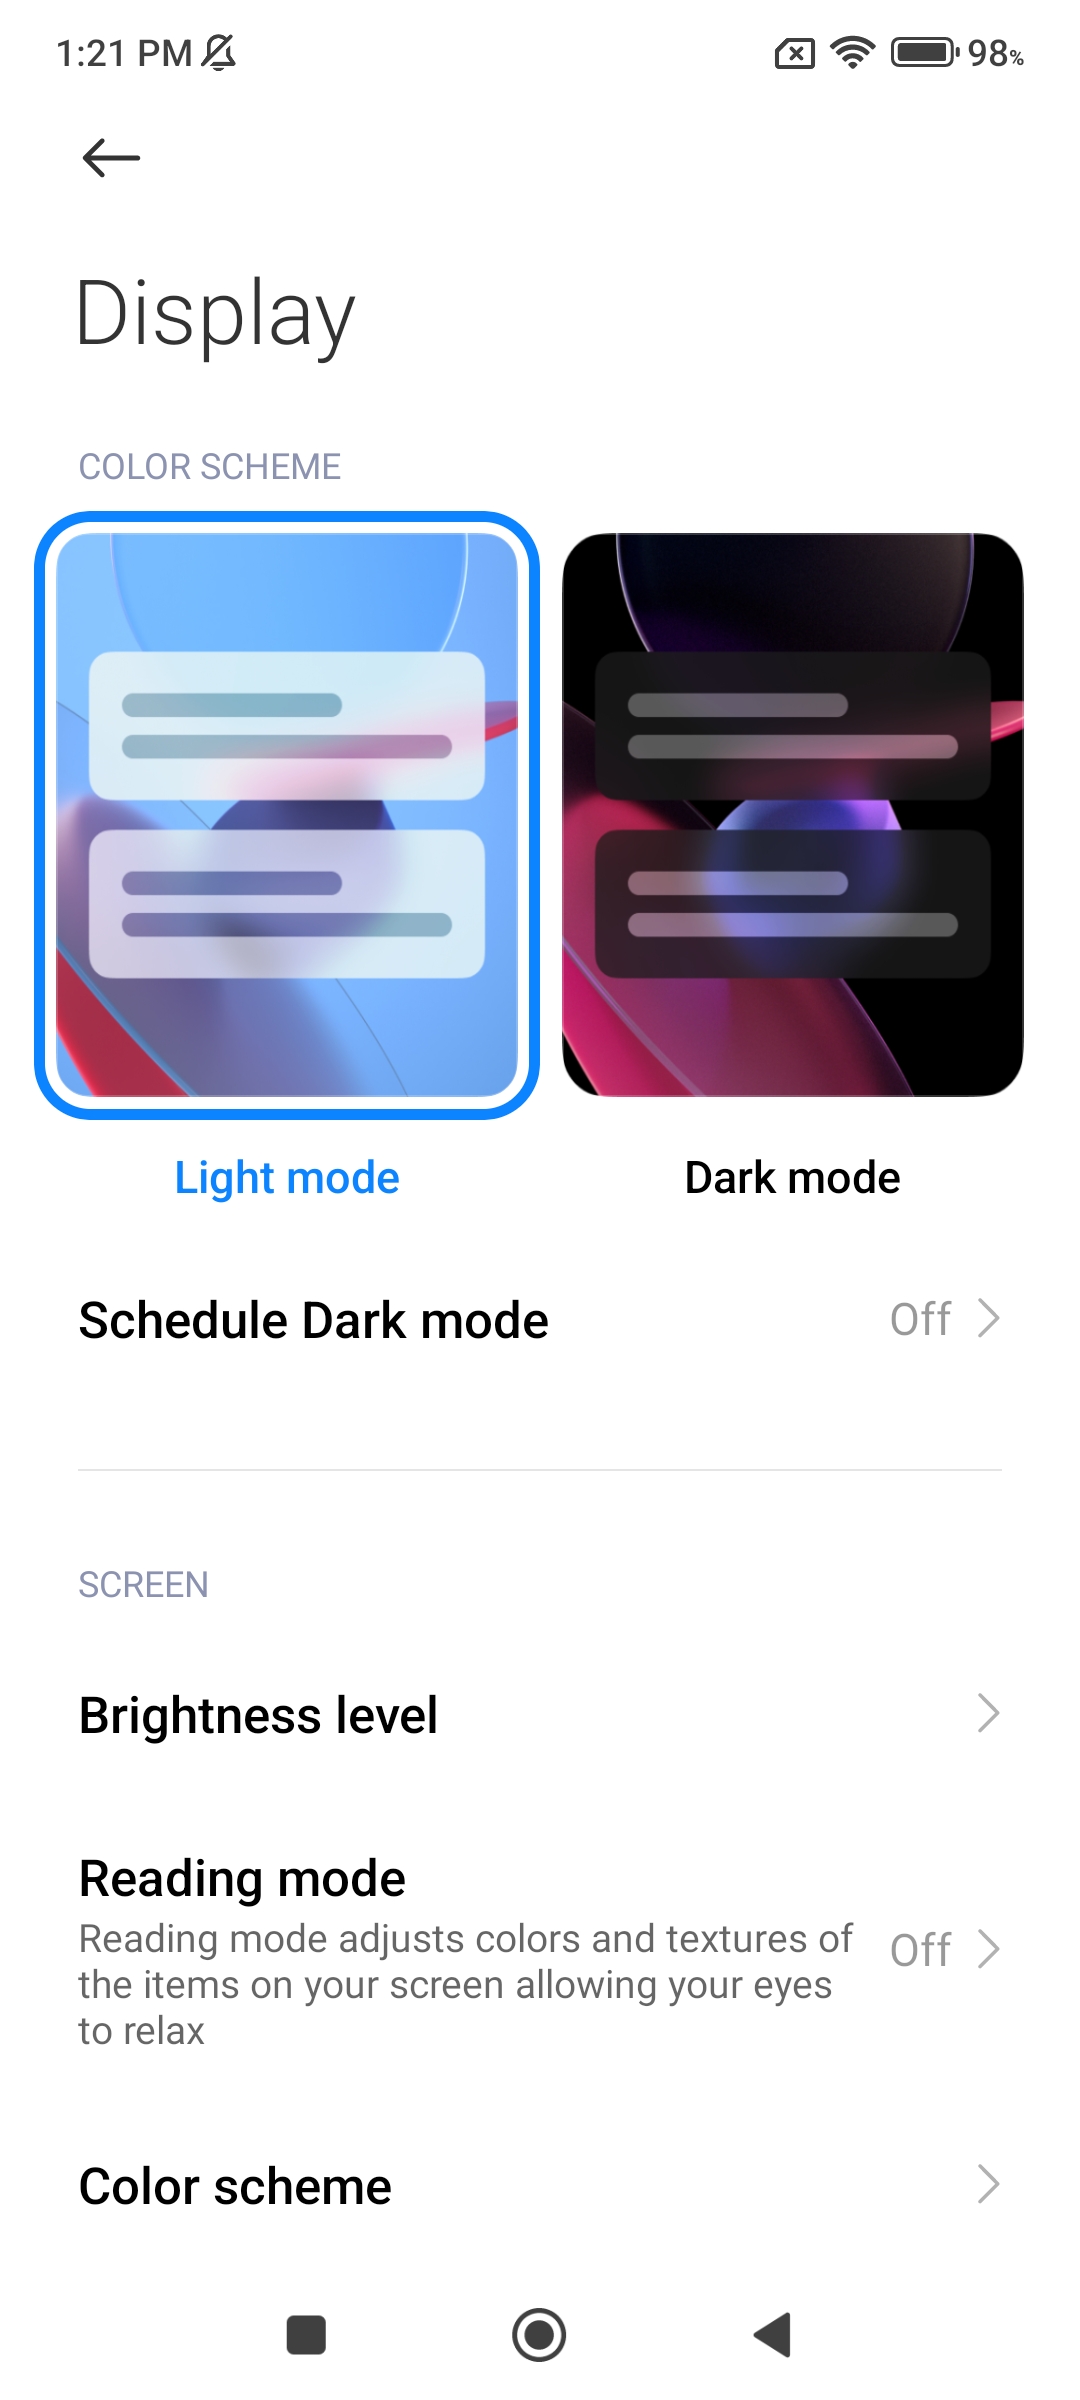 1:21 PM 98%
Display
COLOR SCHEME
Light mode
Dark mode
Schedule Dark mode Off
SCREEN
Brightness level
Reading mode
Reading mode adjusts colors and textures of
the items on your screen allowing your eyes
to relax
Off
Color scheme